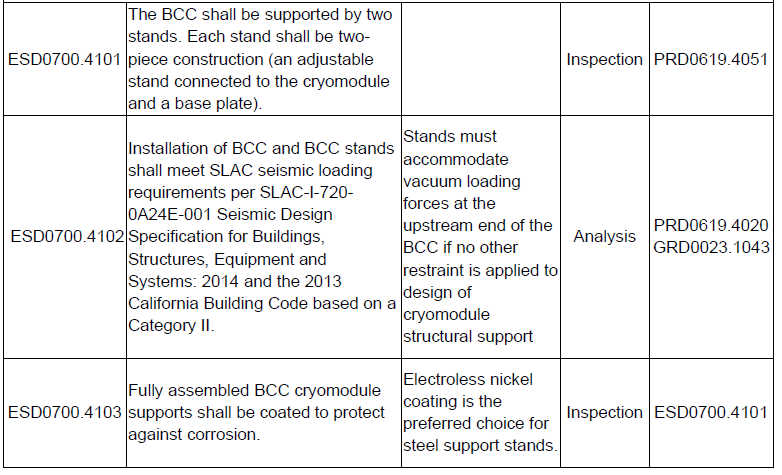 ESD0700.4101
The BCC shall be supported by two
stands. Each stand shall be two-
piece construction (an adjustable
stand connected to the cryomodule
and a base plate).
Inspection
PRD0619.4051
ESD0700.4102
Installation of BCC and BCC stands
shall meet SLAC seismic loading
requirements per SLAC-I-720-
0A24E-001 Seismic Design
Specification for Buildings,
Structures, Equipment and
Systems: 2014 and the 2013
California Building Code based on a
Category II.
Stands must
accommodate
vacuum loading
forces at the
upstream end of the
BCC if no other
restraint is applied to
design of
cryomodule
structural support
Analysis
PRD0619.4020
GRD0023.1043
ESD0700.4103
Fully assembled BCC cryomodule
supports shall be coated to protect
against corrosion.
Electroless nickel
coating is the
preferred choice for
steel support stands.
Inspection
ESD0700.4101